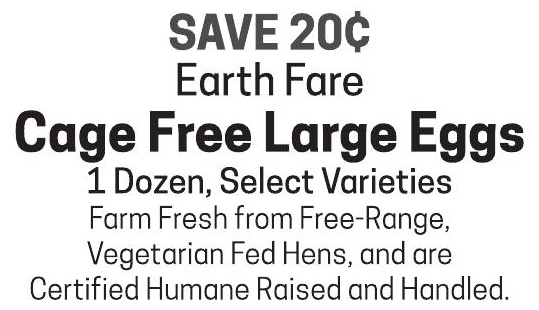 SAVE 20¢
Earth Fare
Cage Free Large Eggs
1 Dozen, Select Varieties
Farm Fresh from Free-Range,
Vegetarian Fed Hens, and are
Certified Humane Raised and Handled.